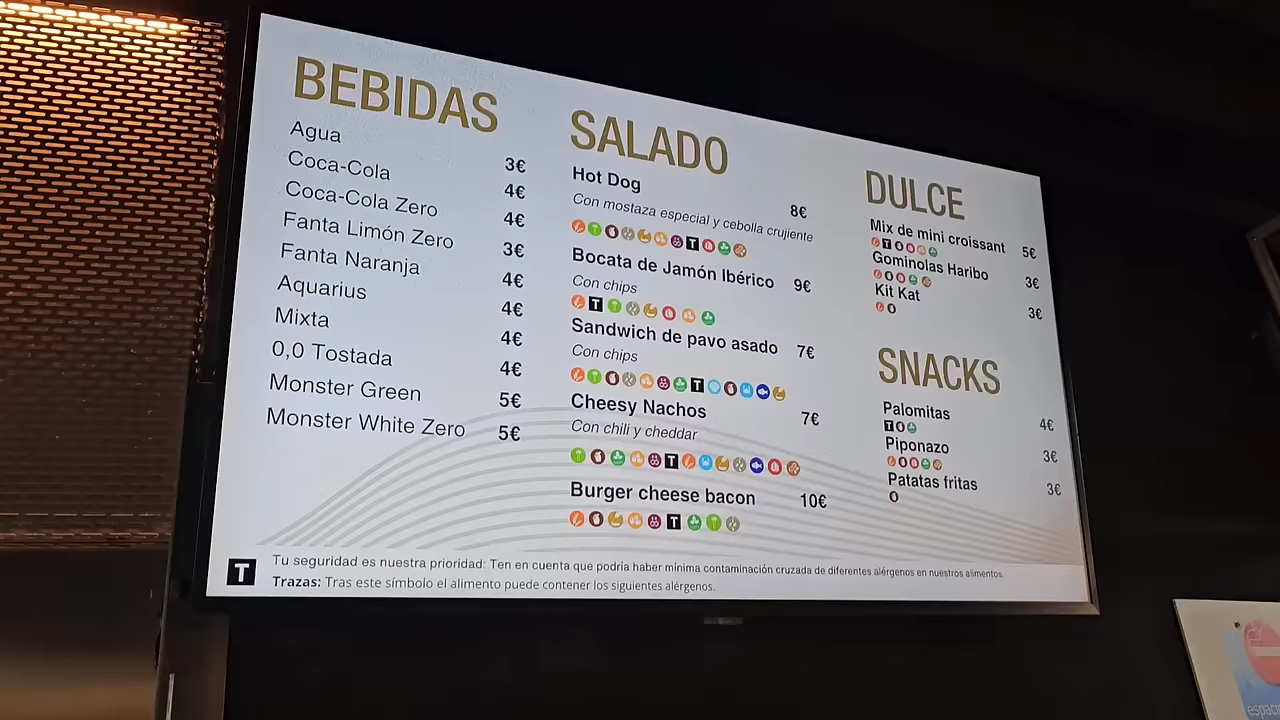 BEBIDAS
Agua 3€
Coca-Cola 4€
Coca-Cola Zero 4€
Fanta Limón Zero 3€
Fanta Naranja 4€
Aquarius 4€
Mixta 4€
0,0 Tostada 4€
Monster Green 5€
Monster White Zero 5€
SALADO
Hot Dog 8€
Con mostaza especial y cebolla crujiente
T
Bocata de Jamón Ibérico 9€
Con chips
T
Sandwich de pavo asado 7€
Con chips
T
Cheesy Nachos 7€
Con chili y cheddar
T
Burger cheese bacon 10€
T
DULCE
Mix de mini croissant 5€
T
Gominolas Haribo 3€
Kit Kat 3€
SNACKS
Palomitas 4€
T
Piponazo 3€
Patatas fritas 3€
T Tu seguridad es nuestra prioridad: Ten en cuenta que podría haber mínima contaminación cruzada de diferentes alérgenos en nuestros alimentos.
Trazas: Tras este símbolo el alimento puede contener los siguientes alérgenos.